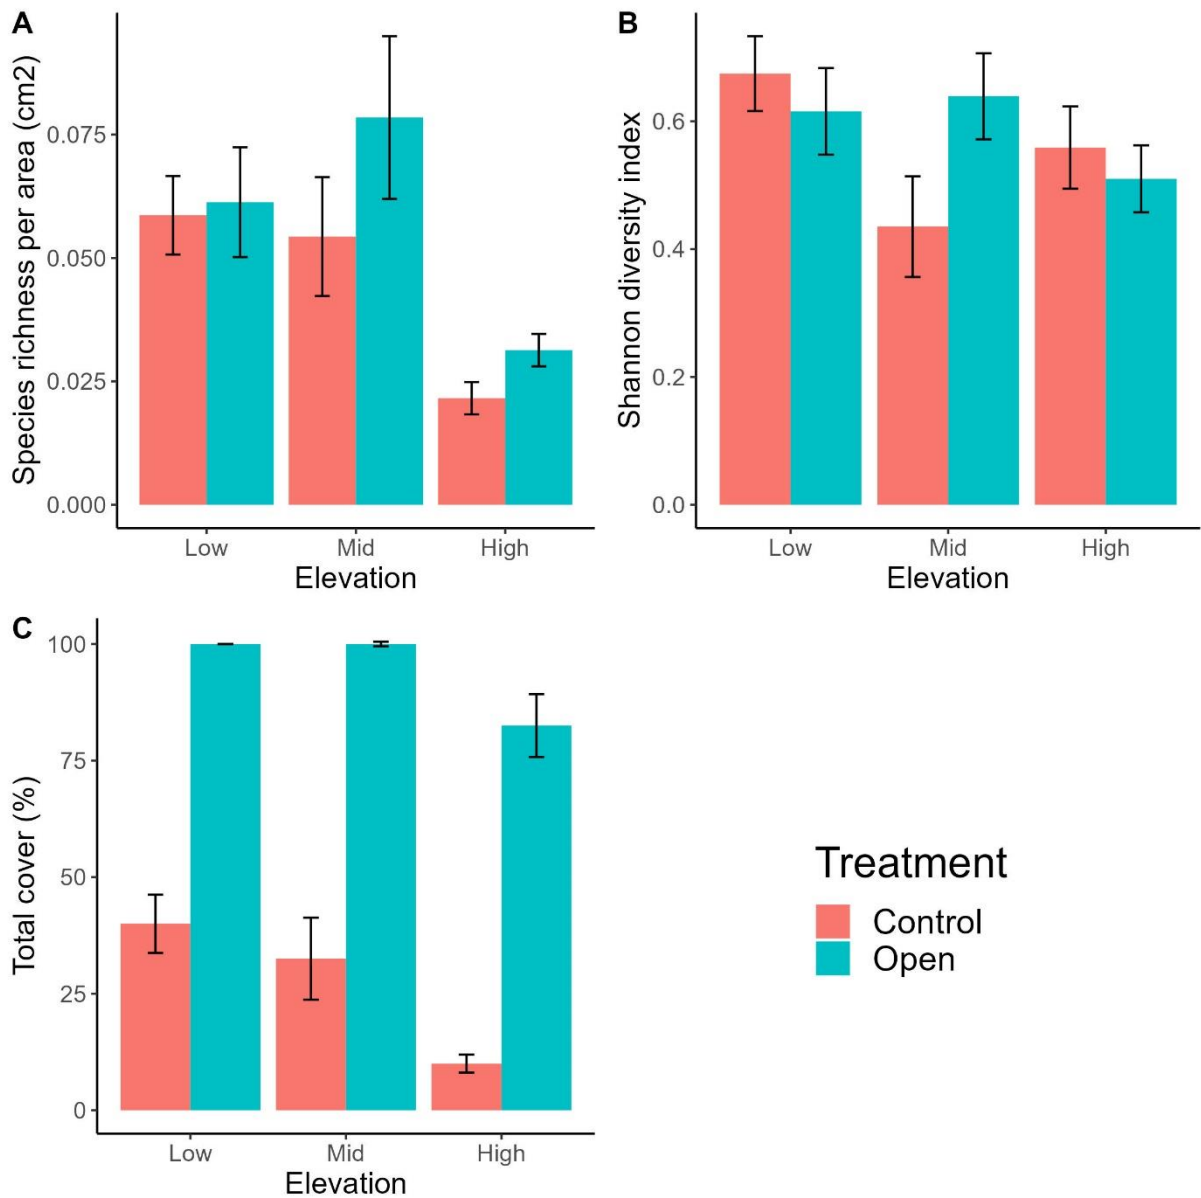 A
Species richness per area (cm2)
0.075
0.050
0.025
0.000
Low Mid High
Elevation
B
Shannon diversity index
0.6
0.4
0.2
0.0
Low Mid High
Elevation
C
Total cover (%)
100
75
50
25
0
Low Mid High
Elevation
Treatment
Control
Open